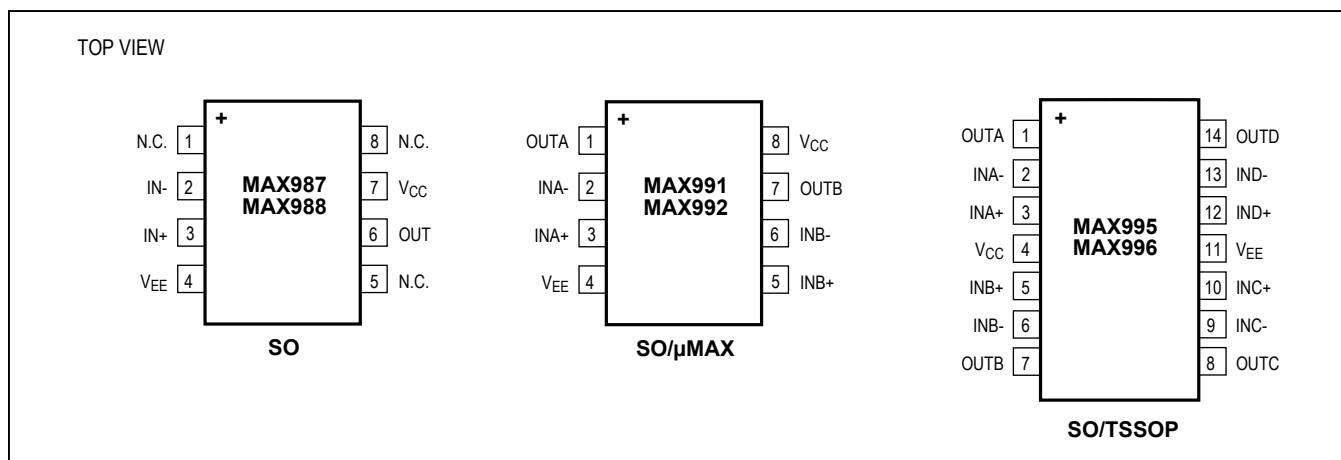 TOP VIEW
+
N.C. 1
IN- 2
IN+ 3
VEE 4
MAX987
MAX988
8 N.C.
7 VCC
6 OUT
5 N.C.
SO
+
OUTA 1
INA- 2
INA+ 3
VEE 4
MAX991
MAX992
8 VCC
7 OUTB
6 INB-
5 INB+
SO/µMAX
+
OUTA 1
INA- 2
INA+ 3
VCC 4
INB+ 5
INB- 6
OUTB 7
MAX995
MAX996
14 OUTD
13 IND-
12 IND+
11 VEE
10 INC+
9 INC-
8 OUTC
SO/TSSOP